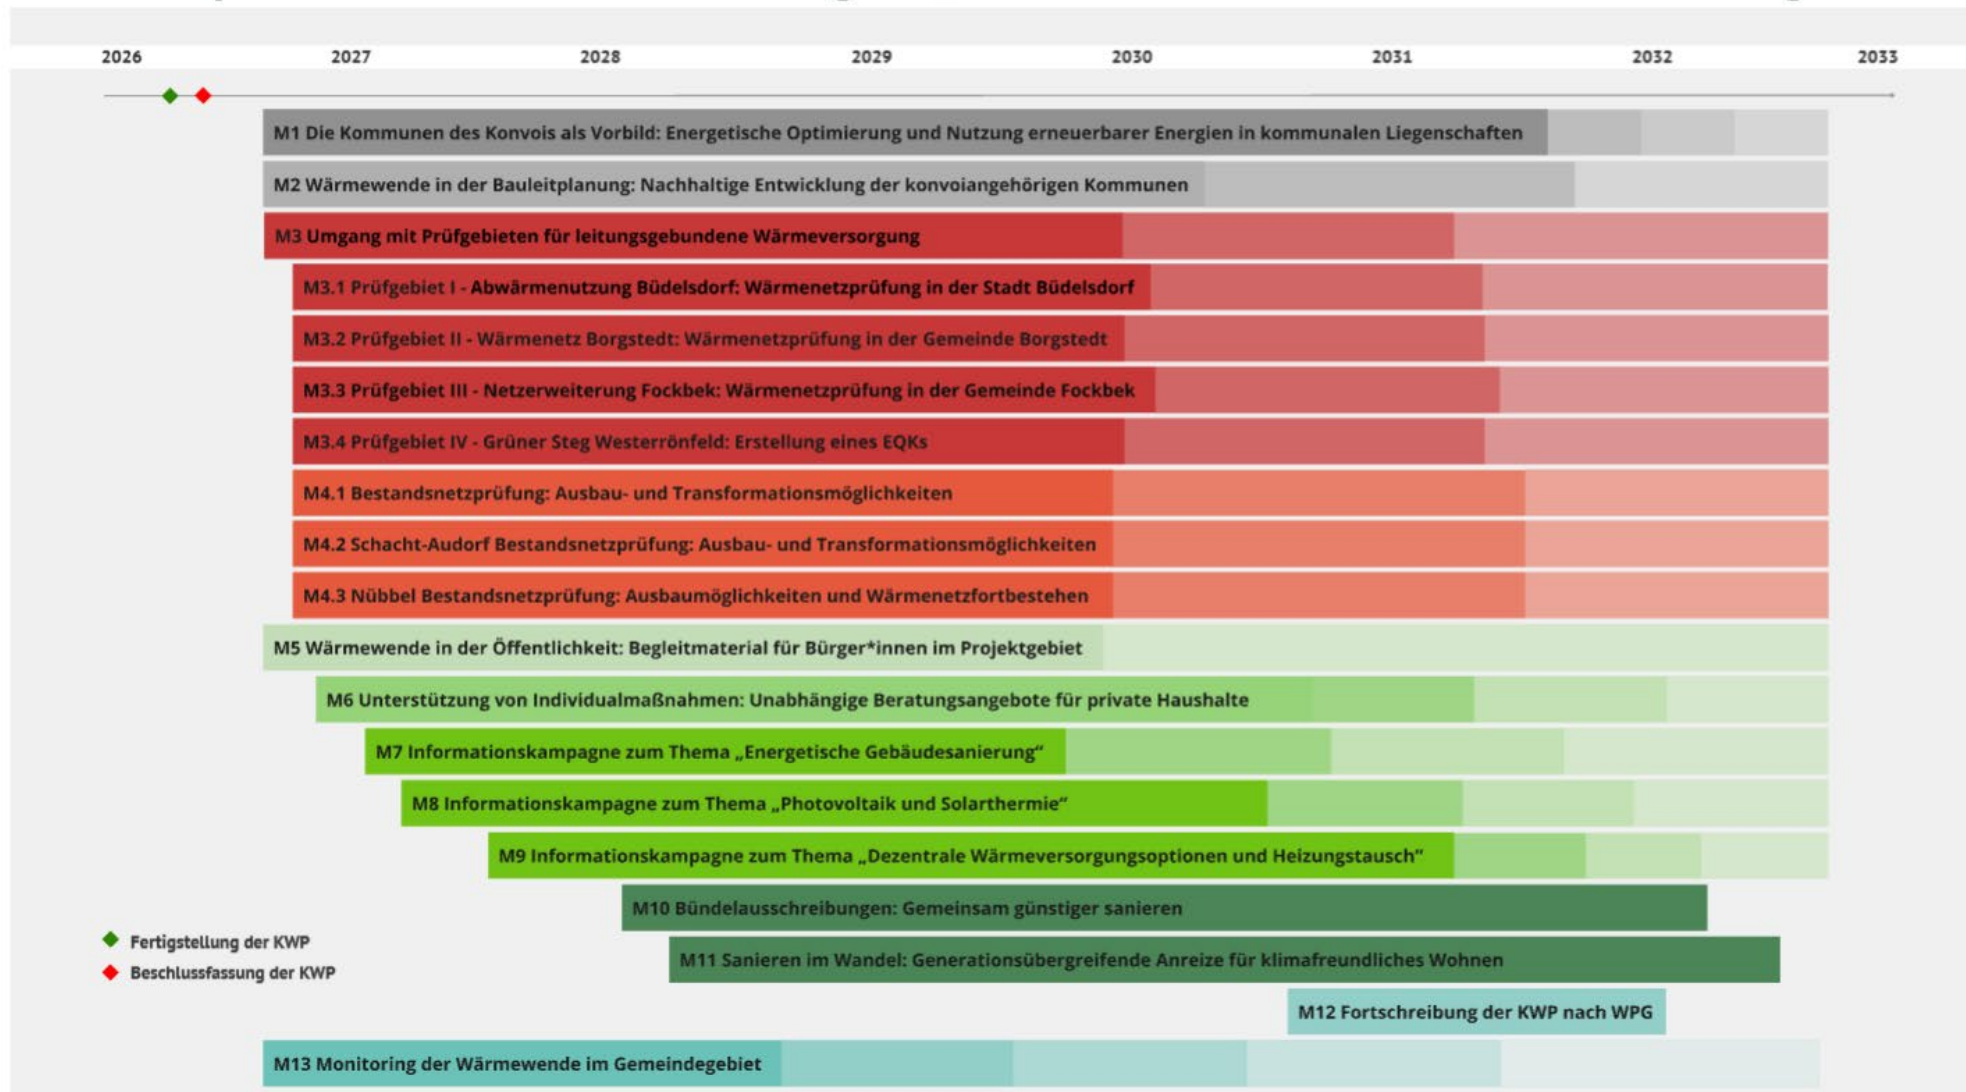 2026 2027 2028 2029 2030 2031 2032 2033
M1 Die Kommunen des Konvois als Vorbild: Energetische Optimierung und Nutzung erneuerbarer Energien in kommunalen Liegenschaften
M2 Wärmewende in der Bauleitplanung: Nachhaltige Entwicklung der konvoiangehörigen Kommunen
M3 Umgang mit Prüfgebieten für leitungsgebundene Wärmeversorgung
M3.1 Prüfgebiet I - Abwärmenutzung Büdelsdorf: Wärmenetzprüfung in der Stadt Büdelsdorf
M3.2 Prüfgebiet II - Wärmenetz Borgstedt: Wärmenetzprüfung in der Gemeinde Borgstedt
M3.3 Prüfgebiet III - Netzerweiterung Fockbek: Wärmenetzprüfung in der Gemeinde Fockbek
M3.4 Prüfgebiet IV - Grüner Steg Westerrönfeld: Erstellung eines EQKs
M4.1 Bestandsnetzprüfung: Ausbau- und Transformationsmöglichkeiten
M4.2 Schacht-Audorf Bestandsnetzprüfung: Ausbau- und Transformationsmöglichkeiten
M4.3 Nübbel Bestandsnetzprüfung: Ausbaumöglichkeiten und Wärmenetzfortbestehen
M5 Wärmewende in der Öffentlichkeit: Begleitmaterial für Bürger*innen im Projektgebiet
M6 Unterstützung von Individualmaßnahmen: Unabhängige Beratungsangebote für private Haushalte
M7 Informationskampagne zum Thema „Energetische Gebäudesanierung“
M8 Informationskampagne zum Thema „Photovoltaik und Solarthermie“
M9 Informationskampagne zum Thema „Dezentrale Wärmeversorgungsoptionen und Heizungstausch“
M10 Bündelausschreibungen: Gemeinsam günstiger sanieren
Fertigstellung der KWP
M11 Sanieren im Wandel: Generationsübergreifende Anreize für klimafreundliches Wohnen
Beschlussfassung der KWP
M12 Fortschreibung der KWP nach WPG
M13 Monitoring der Wärmewende im Gemeindegebiet